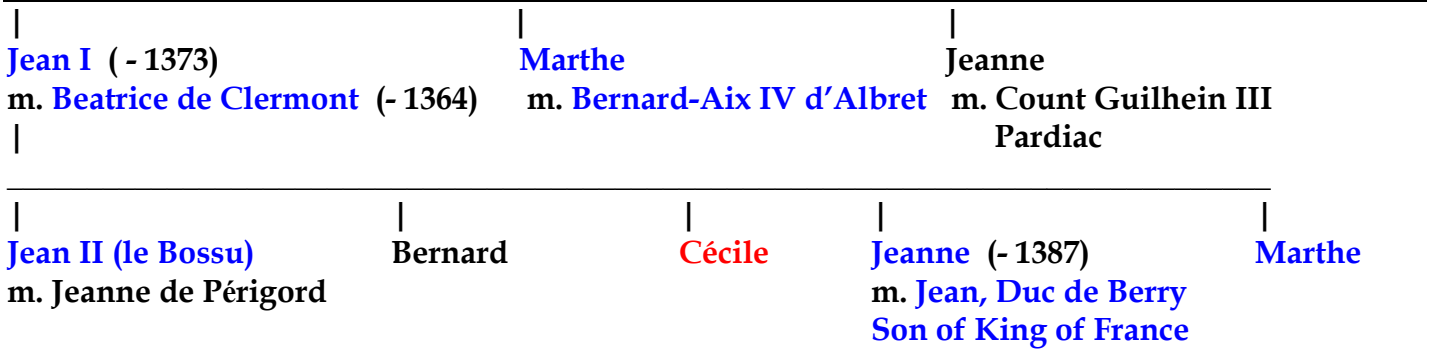 Jean I ( - 1373) Marthe Jeanne
m. Beatrice de Clermont (- 1364) m. Bernard-Aix IV d’Albret m. Count Guilhein III
Pardiac
Jean II (le Bossu) Bernard Cécile Jeanne (- 1387) Marthe
m. Jeanne de Périgord m. Jean, Duc de Berry
Son of King of France